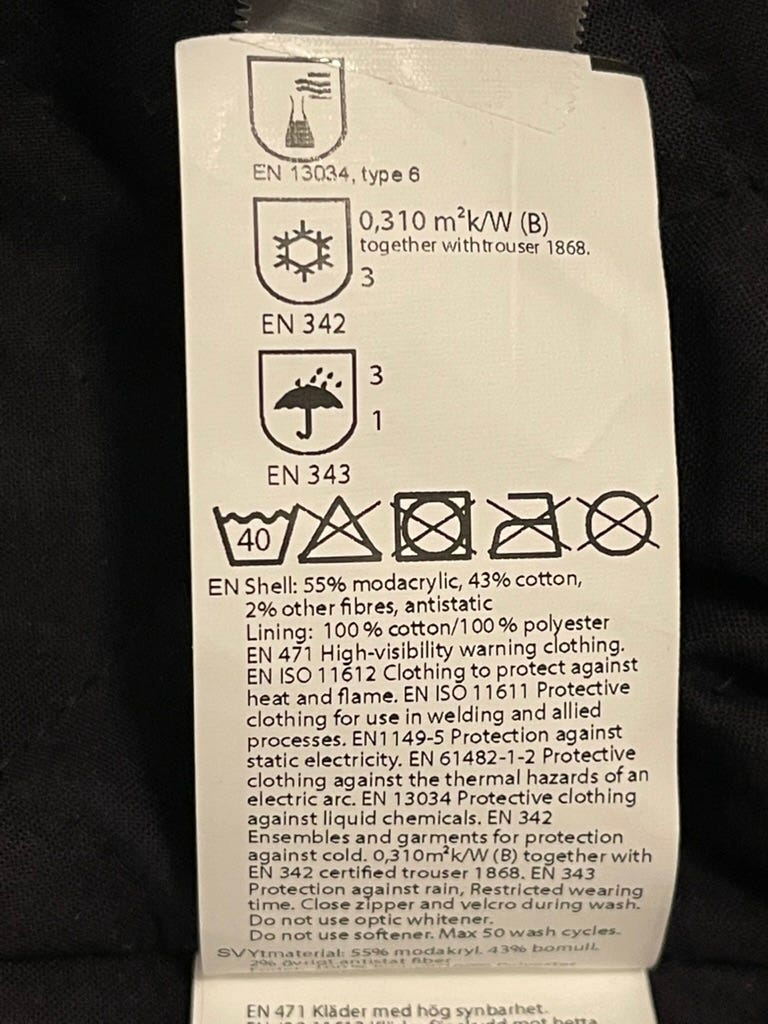 EN 13034, type 6
0,310 m²k/W (B)
together withtrouser 1868.
3
EN 342
3
1
EN 343
40
EN Shell: 55% modacrylic, 43% cotton,
2% other fibres, antistatic
Lining: 100 % cotton/100 % polyester
EN 471 High-visibility warning clothing.
EN ISO 11612 Clothing to protect against
heat and flame. EN ISO 11611 Protective
clothing for use in welding and allied
processes. EN1149-5 Protection against
static electricity. EN 61482-1-2 Protective
clothing against the thermal hazards of an
electric arc. EN 13034 Protective clothing
against liquid chemicals. EN 342
Ensembles and garments for protection
against cold. 0,310m²k/W (B) together with
EN 342 certified trouser 1868. EN 343
Protection against rain, Restricted wearing
time. Close zipper and velcro during wash.
Do not use optic whitener.
Do not use softener. Max 50 wash cycles.
SV Ytmaterial: 55% modakryl. 43% bomull.
2% övrigt antistat fiber
EN 471 Kläder med hög synbarhet.